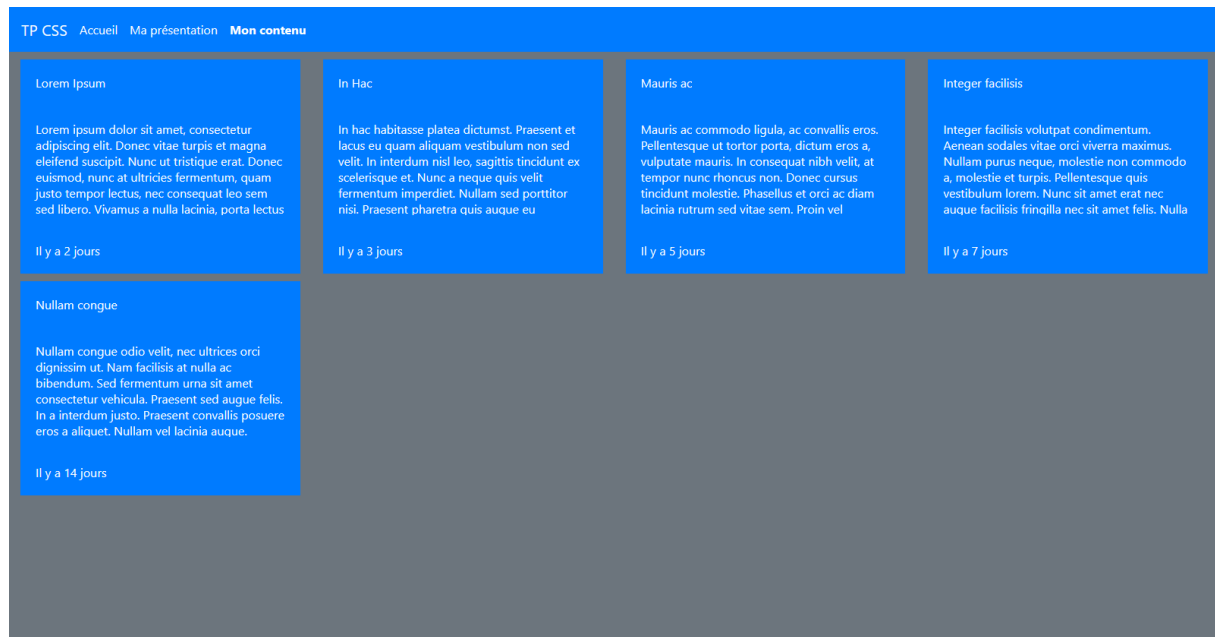 TP CSS Accueil Ma présentation Mon contenu
Lorem Ipsum
Lorem ipsum dolor sit amet, consectetur
adipiscing elit. Donec vitae turpis et magna
eleifend suscipit. Nunc ut tristique erat. Donec
euismod, nunc at ultricies fermentum, quam
justo tempor lectus, nec consequat leo sem
sed libero. Vivamus a nulla lacinia, porta lectus
Il y a 2 jours
In Hac
In hac habitasse platea dictumst. Praesent et
lacus eu quam aliquam vestibulum non sed
velit. In interdum nisl leo, sagittis tincidunt ex
scelerisque et. Nunc a neque quis velit
fermentum imperdiet. Nullam sed porttitor
nisi. Praesent pharetra quis augue eu
Il y a 3 jours
Mauris ac
Mauris ac commodo ligula, ac convallis eros.
Pellentesque ut tortor porta, dictum eros a,
vulputate mauris. In consequat nibh velit, at
tempor nunc rhoncus non. Donec cursus
tincidunt molestie. Phasellus et orci ac diam
lacinia rutrum sed vitae sem. Proin vel
Il y a 5 jours
Integer facilisis
Integer facilisis volutpat condimentum.
Aenean sodales vitae orci viverra maximus.
Nullam purus neque, molestie non commodo
a, molestie et turpis. Pellentesque quis
vestibulum lorem. Nunc sit amet erat nec
augue facilisis fringilla nec sit amet felis. Nulla
Il y a 7 jours
Nullam congue
Nullam congue odio velit, nec ultrices orci
dignissim ut. Nam facilisis at nulla ac
bibendum. Sed fermentum urna sit amet
consectetur vehicula. Praesent sed augue felis.
In a interdum justo. Praesent convallis posuere
eros a aliquet. Nullam vel lacinia augue.
Il y a 14 jours